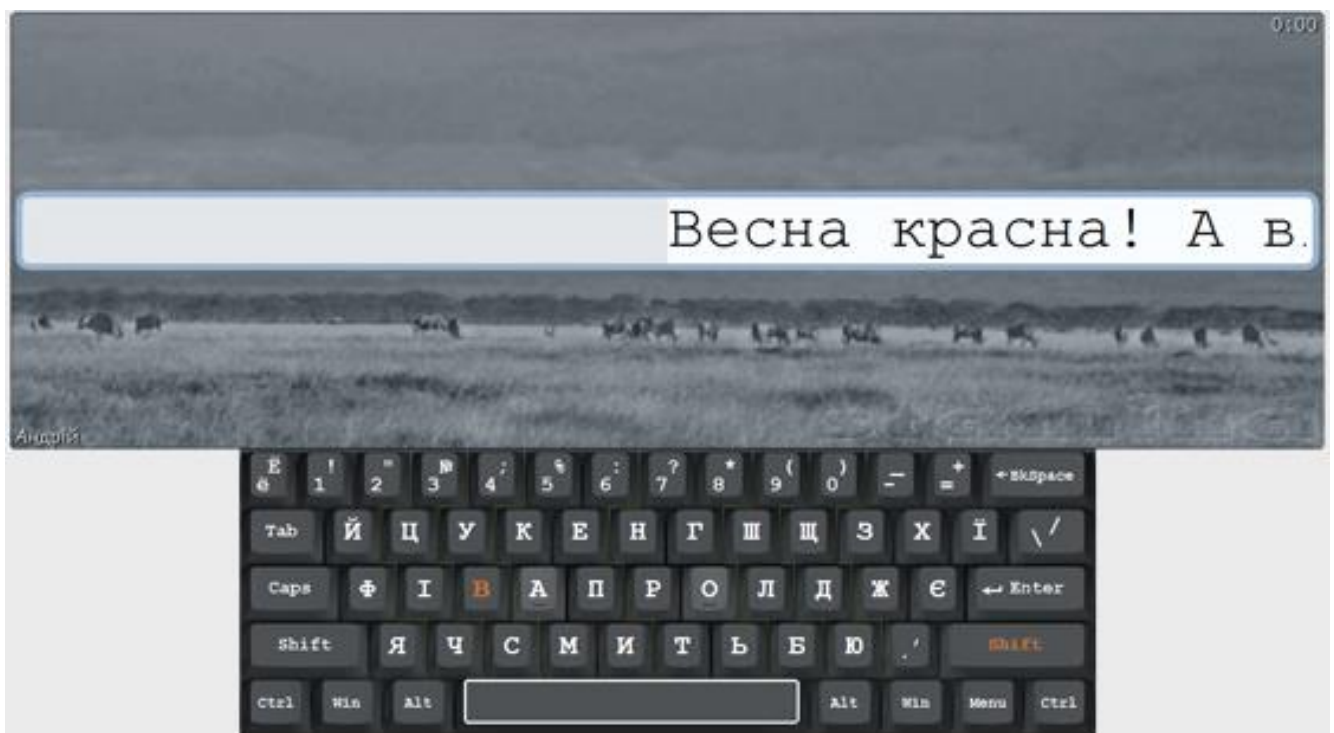 0:00
Весна красна! А в
Андрій
Ё ё ! 1 " 2 № 3 ; 4 % 5 : 6 ? 7 * 8 ( 9 ) 0 _ - + = ←BkSpace
Tab Й Ц У К Е Н Г Ш Щ З Х Ї \ /
Caps Ф І В А П Р О Л Д Ж Є ↵ Enter
Shift Я Ч С М И Т Ь Б Ю . ' Shift
Ctrl Win Alt Alt Win Menu Ctrl